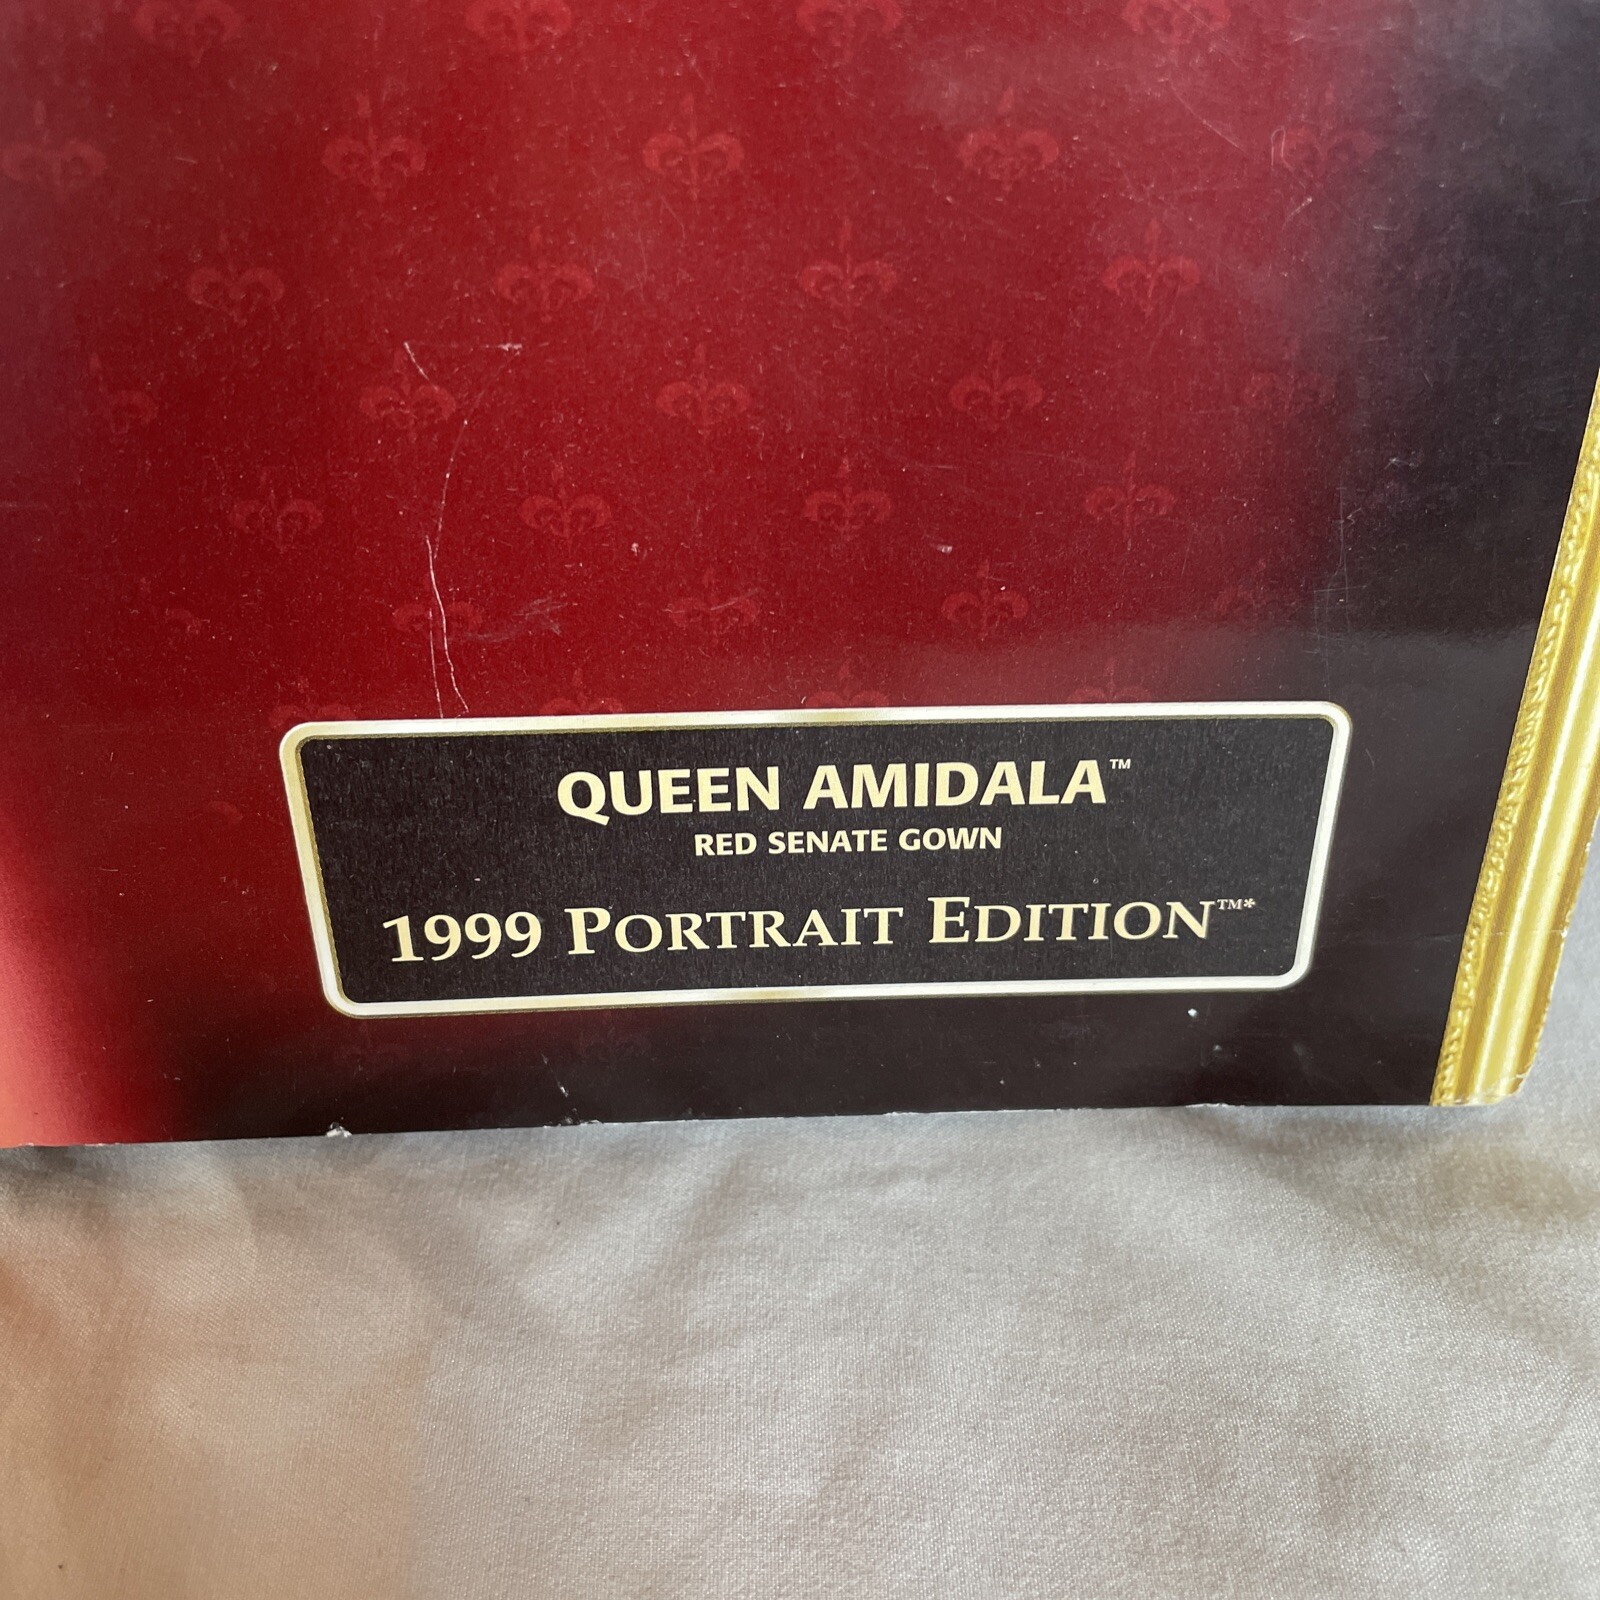 QUEEN AMIDALA™
RED SENATE GOWN
1999 PORTRAIT EDITION™*